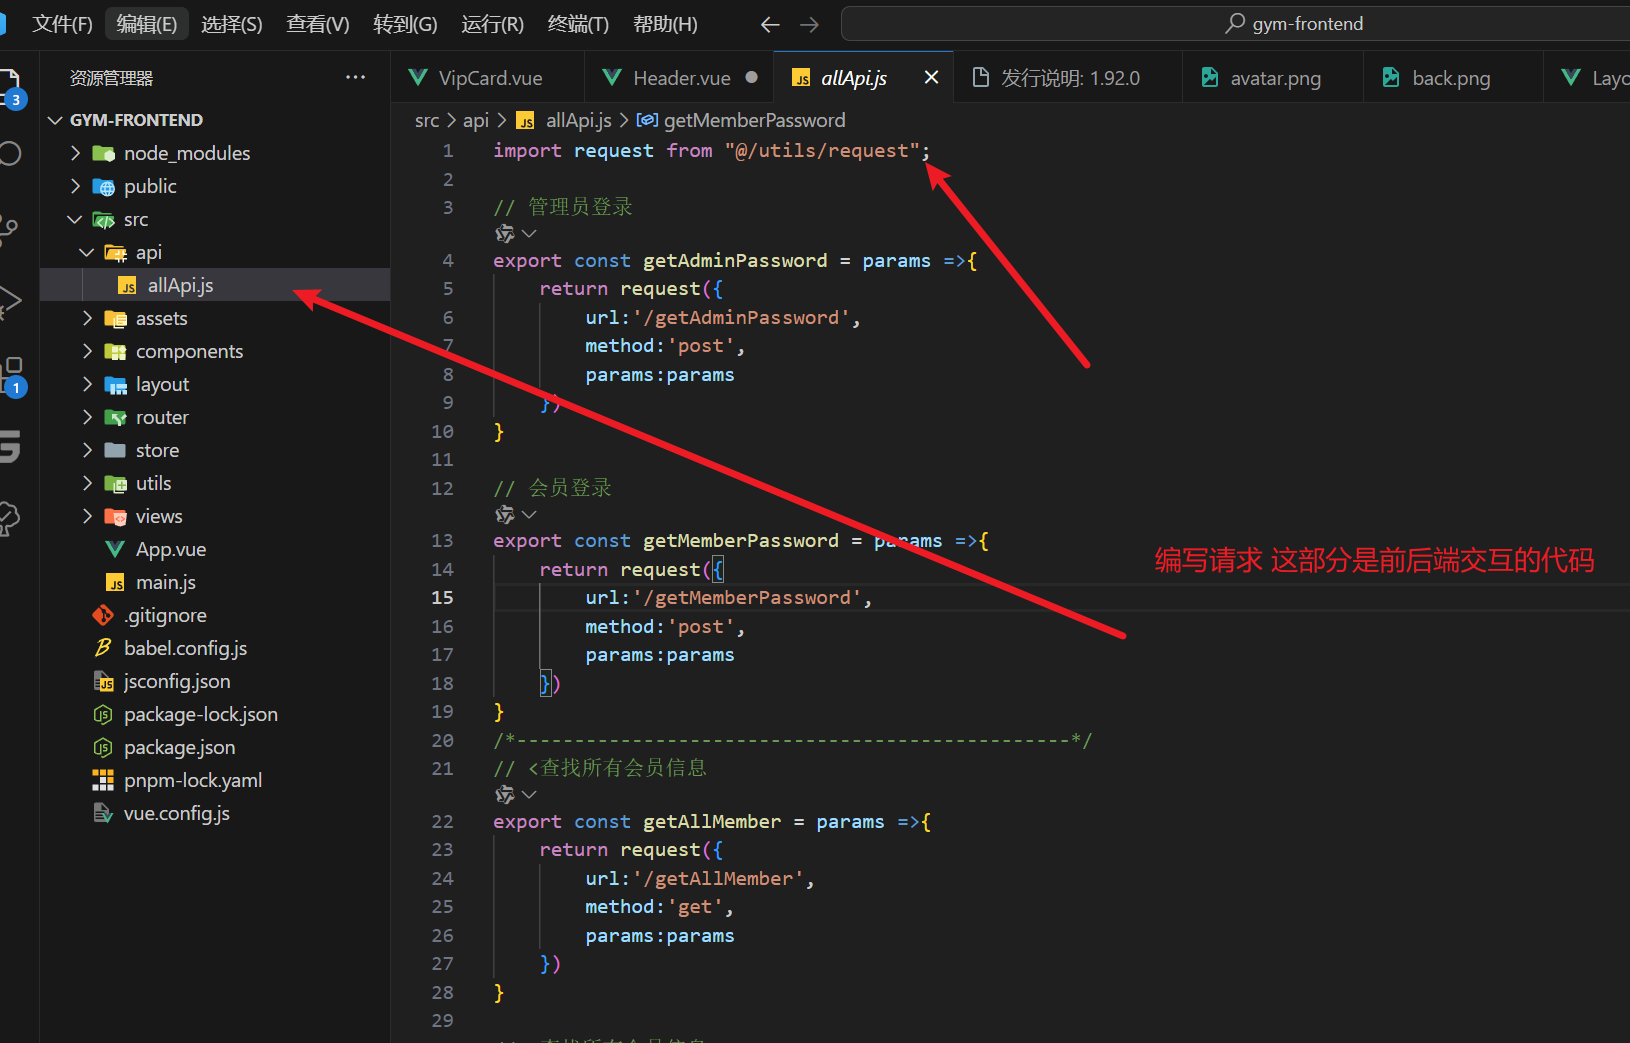 文件(F) 编辑(E) 选择(S) 查看(V) 转到(G) 运行(R) 终端(T) 帮助(H) gym-frontend
资源管理器 ···
VipCard.vue Header.vue allApi.js 发行说明: 1.92.0 avatar.png back.png Layo
3
1
GYM-FRONTEND
node_modules
public
src
api
allApi.js
assets
components
layout
router
store
utils
views
App.vue
main.js
.gitignore
babel.config.js
jsconfig.json
package-lock.json
package.json
pnpm-lock.yaml
vue.config.js
src > api > JS allApi.js > getMemberPassword
1 import request from "@/utils/request";
2
3 // 管理员登录
4 export const getAdminPassword = params =>{
5 return request({
6 url:'/getAdminPassword',
7 method:'post',
8 params:params
9 })
10 }
11
12 // 会员登录
13 export const getMemberPassword = params =>{
14 return request({
15 url:'/getMemberPassword',
16 method:'post',
17 params:params
18 })
19 }
20 /*------------------------------------------------*/
21 // <查找所有会员信息
22 export const getAllMember = params =>{
23 return request({
24 url:'/getAllMember',
25 method:'get',
26 params:params
27 })
28 }
29
编写请求 这部分是前后端交互的代码